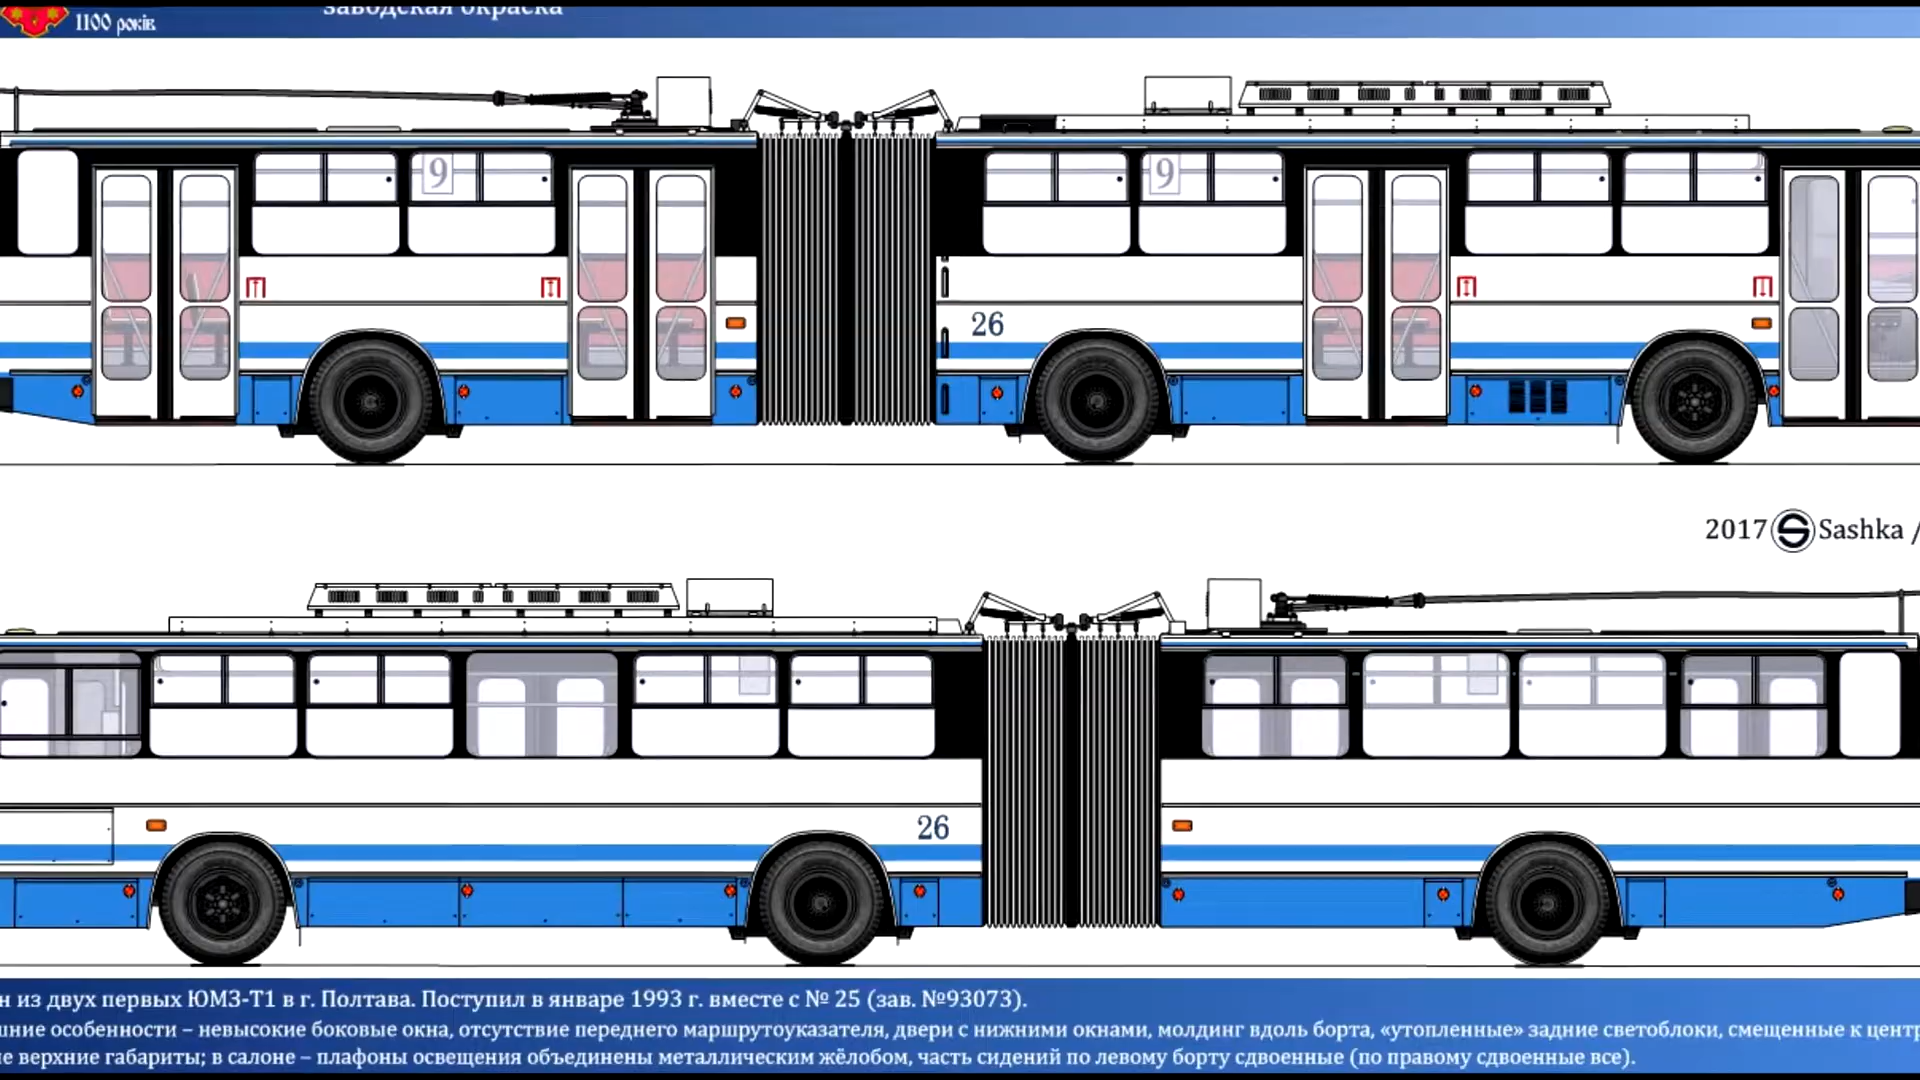 заводская окраска
1100 років
9
9
26
2017 S Sashka /
26
н из двух первых ЮМЗ-Т1 в г. Полтава. Поступил в январе 1993 г. вместе с № 25 (зав. №93073).
шние особенности – невысокие боковые окна, отсутствие переднего маршрутоуказателя, двери с нижними окнами, молдинг вдоль борта, «утопленные» задние светоблоки, смещенные к центр
ые верхние габариты; в салоне – плафоны освещения объединены металлическим жёлобом, часть сидений по левому борту сдвоенные (по правому сдвоенные все).